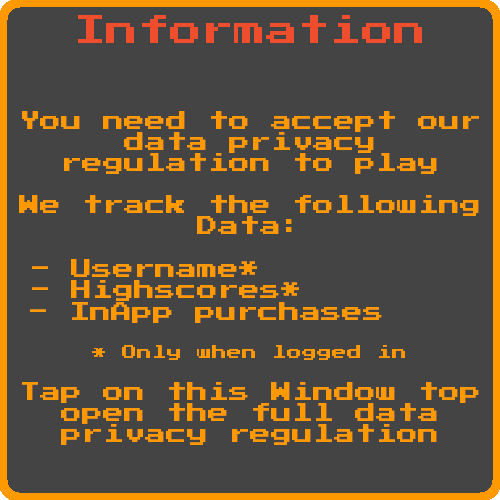 Information
You need to accept our
data privacy
regulation to play
We track the following
Data:
- Username*
- Highscores*
- InApp purchases
* Only when logged in
Tap on this Window top
open the full data
privacy regulation